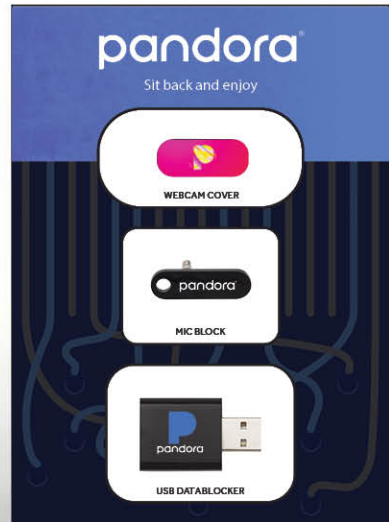 pandora®
Sit back and enjoy
WEBCAM COVER
pandora
MIC BLOCK
pandora
USB DATABLOCKER